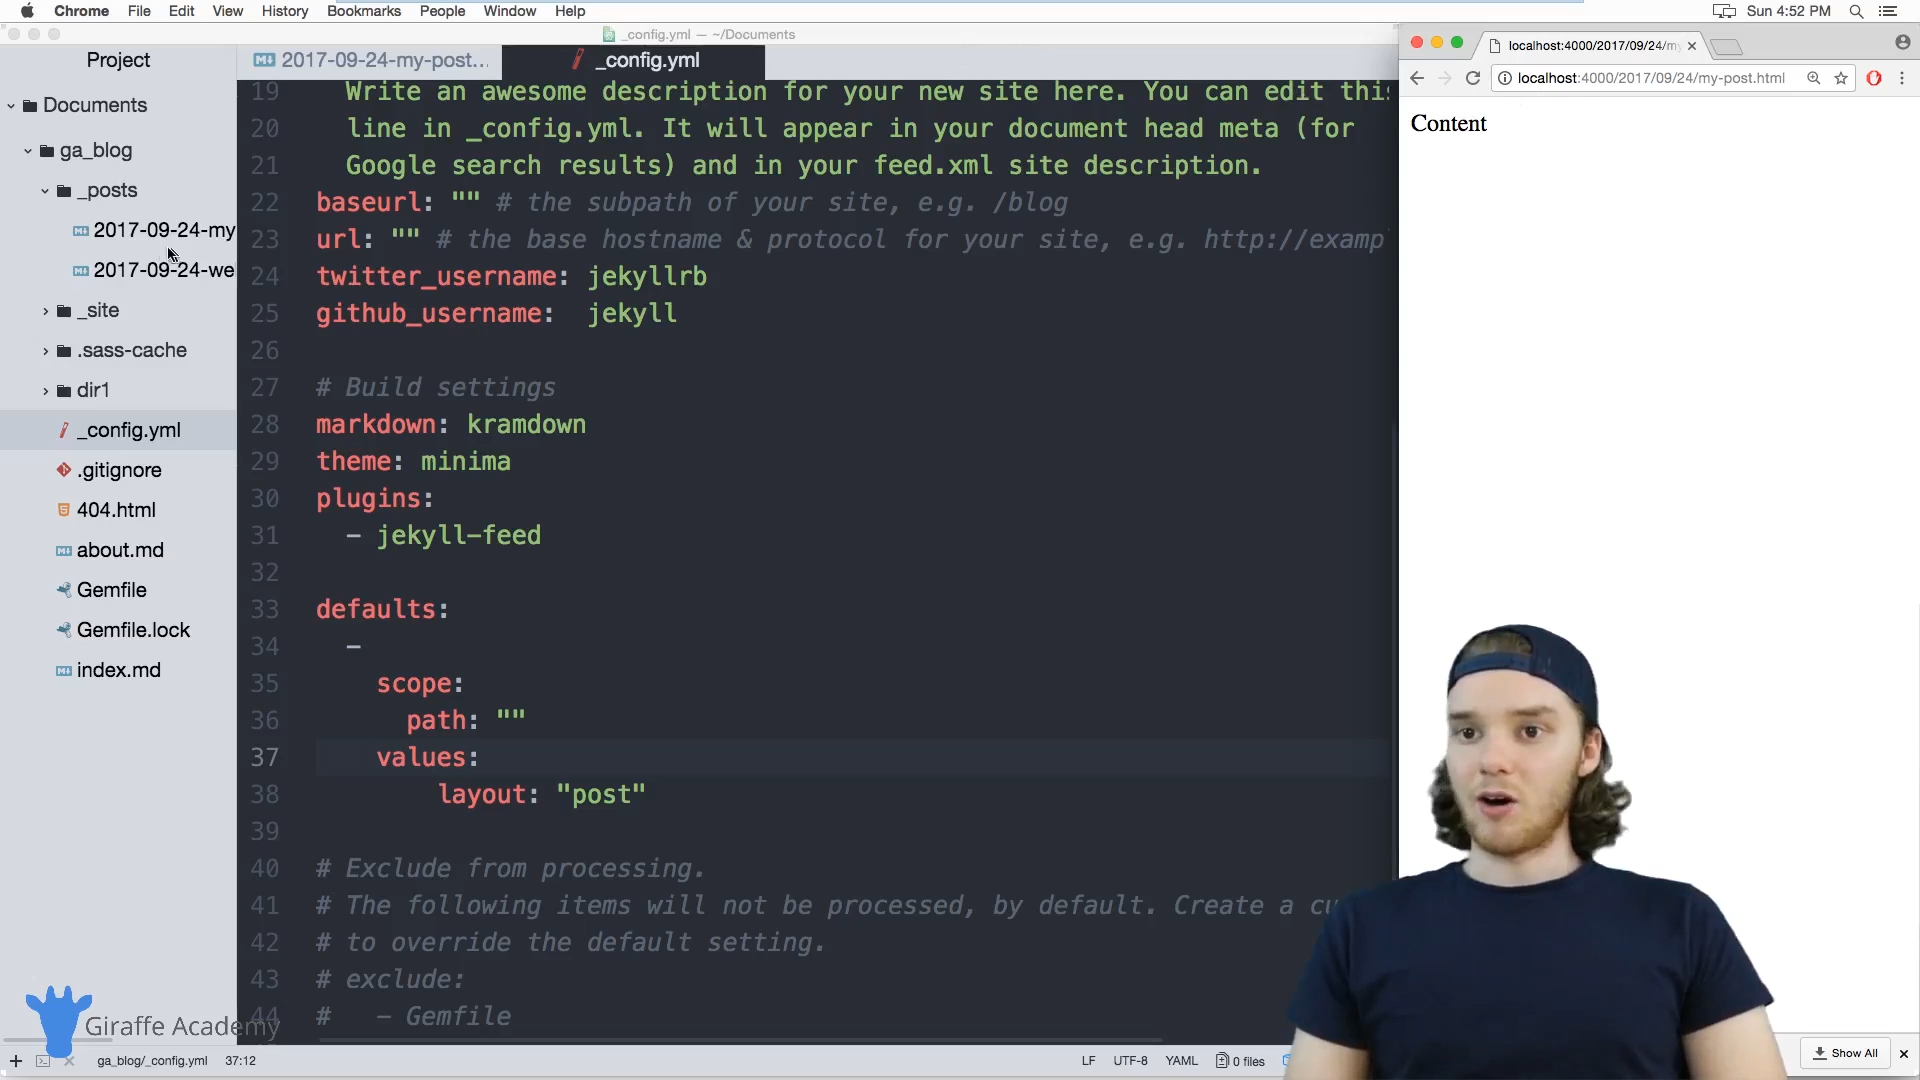 Chrome File Edit View History Bookmarks People Window Help
Sun 4:52 PM
_config.yml — ~/Documents
Project
2017-09-24-my-post...
_config.yml
Documents
ga_blog
_posts
2017-09-24-my
2017-09-24-we
_site
.sass-cache
dir1
_config.yml
.gitignore
404.html
about.md
Gemfile
Gemfile.lock
index.md
19 Write an awesome description for your new site here. You can edit this
20 line in _config.yml. It will appear in your document head meta (for
21 Google search results) and in your feed.xml site description.
22 baseurl: "" # the subpath of your site, e.g. /blog
23 url: "" # the base hostname & protocol for your site, e.g. http://examp
24 twitter_username: jekyllrb
25 github_username: jekyll
26
27 # Build settings
28 markdown: kramdown
29 theme: minima
30 plugins:
31 - jekyll-feed
32
33 defaults:
34 -
35 scope:
36 path: ""
37 values:
38 layout: "post"
39
40 # Exclude from processing.
41 # The following items will not be processed, by default. Create a cu
42 # to override the default setting.
43 # exclude:
44 # - Gemfile
Giraffe Academy
ga_blog/_config.yml 37:12
LF UTF-8 YAML 0 files
localhost:4000/2017/09/24/my
localhost:4000/2017/09/24/my-post.html
Content
Show All